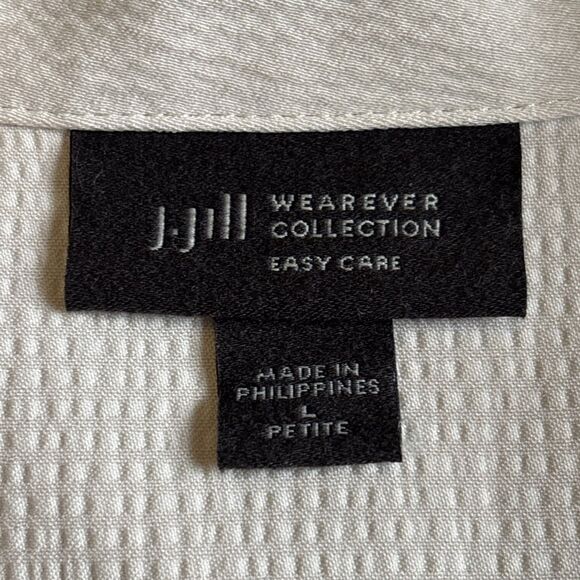 J.Jill WEAREVER
COLLECTION
EASY CARE
MADE IN
PHILIPPINES
L
PETITE